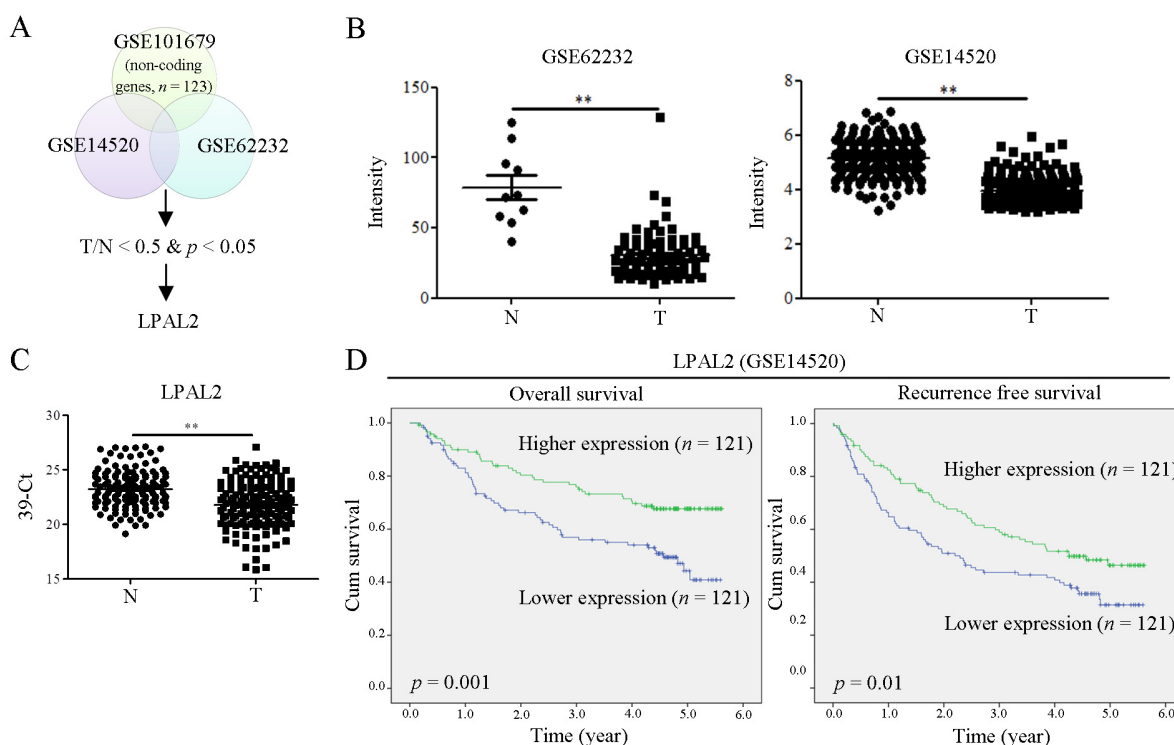 A
GSE101679
(non-coding
genes, n = 123)
GSE14520
GSE62232
T/N < 0.5 & p < 0.05
LPAL2
B
GSE62232
**
150
100
50
0
Intensity
N
T
GSE14520
**
8
6
4
2
0
Intensity
N
T
C
LPAL2
**
30
25
20
15
39-Ct
N
T
D
LPAL2 (GSE14520)
Overall survival
1.0
0.8
0.6
0.4
0.2
0.0
Cum survival
Higher expression (n = 121)
Lower expression (n = 121)
p = 0.001
0.0 1.0 2.0 3.0 4.0 5.0 6.0
Time (year)
Recurrence free survival
1.0
0.8
0.6
0.4
0.2
0.0
Cum survival
Higher expression (n = 121)
Lower expression (n = 121)
p = 0.01
0.0 1.0 2.0 3.0 4.0 5.0 6.0
Time (year)